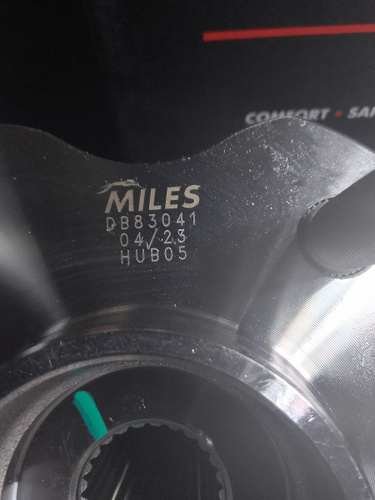 COMFORT • SAF
MILES
DB83041
04/23
HUB05